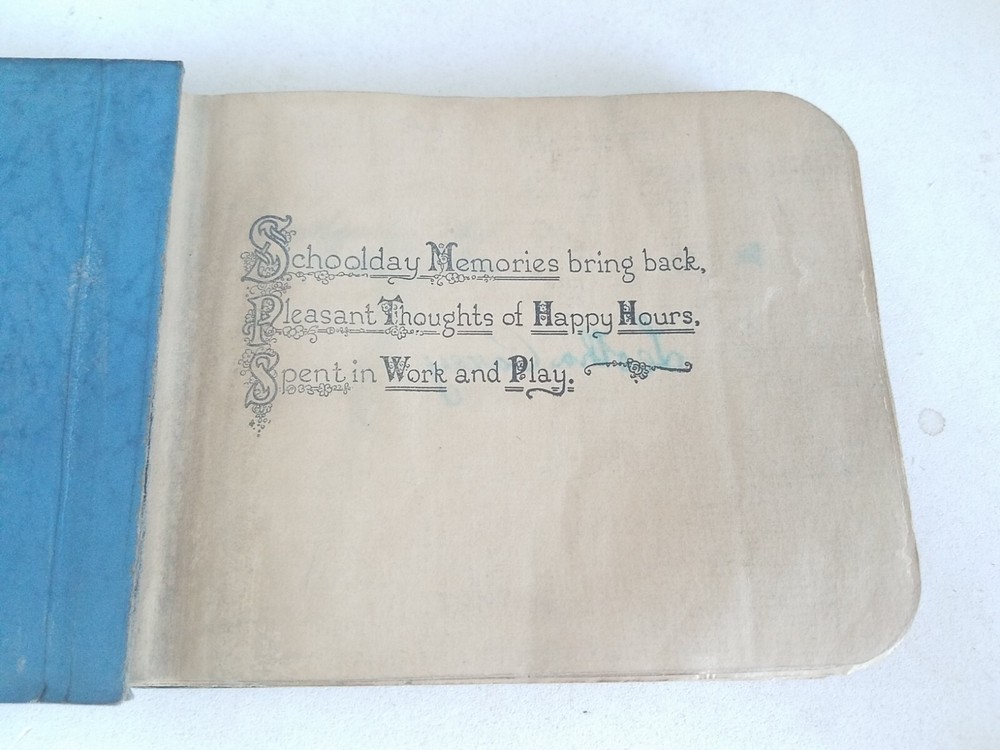 Schoolday Memories bring back,
Pleasant Thoughts of Happy Hours,
Spent in Work and Play.